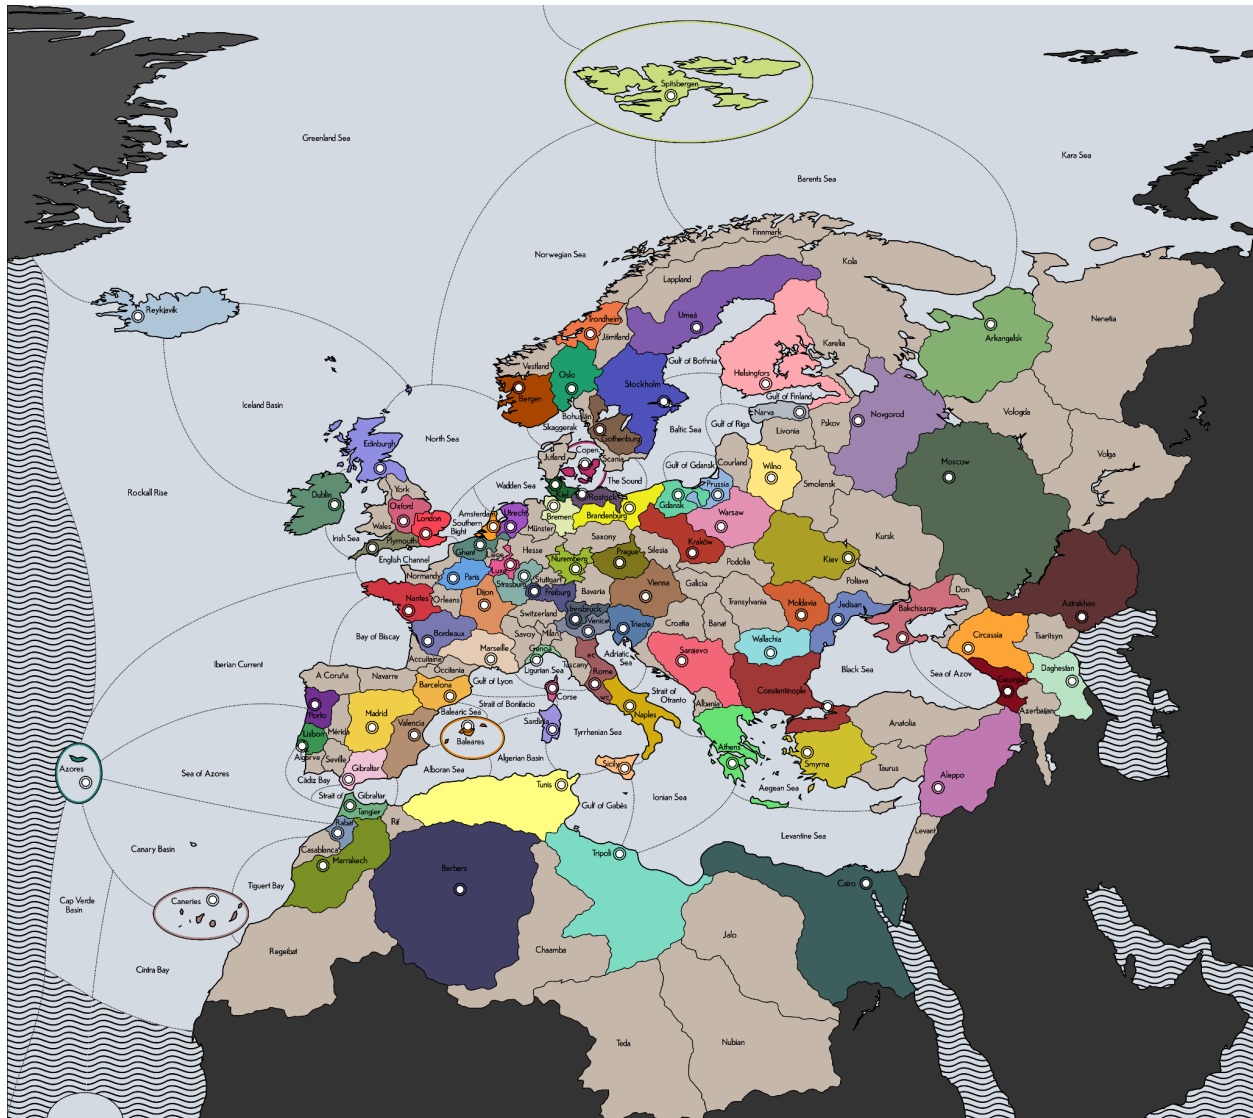 Spitsbergen
Greenland Sea
Kara Sea
Barents Sea
Finnmark
Norwegian Sea
Kola
Lappland
Reykjavik
Umeå
Nenetia
Trondheim
Jämtland
Arkangelsk
Karelia
Gulf of Bothnia
Vestland
Oslo
Helsingfors
Stockholm
Bergen
Gulf of Finland
Iceland Basin
Narva
Novgorod
Vologda
Bohuslan
Gulf of Riga
Pskov
Skaggerak
Baltic Sea
Livonia
North Sea
Gothenburg
Edinburgh
Copen
Volga
Jutland
Scania
Gulf of Gdansk
Courland
Wilno
Moscow
The Sound
Prussia
Smolensk
Wadden Sea
Kiel
Rostock
York
Dublin
Rockall Rise
Gdansk
Oxford
Amsterdam
Utrecht
Bremen
Brandenburg
Warsaw
London
Southern
Bight
Wales
Münster
Saxony
Kursk
Irish Sea
Plymouth
Kraków
Ghent
Liège
Hesse
Prague
Silesia
English Channel
Nuremberg
Podolia
Kiev
Lux
Normandy
Paris
Strasburg
Stuttgart
Vienna
Galicia
Poltava
Freiburg
Bavaria
Don
Nantes
Orleans
Dijon
Transylvania
Moldavia
Jedisan
Bakchisaray
Astrakhan
Innsbruck
Switzerland
Venice
Trieste
Croatia
Banat
Circassia
Tsaritsyn
Bay of Biscay
Bordeaux
Savoy
Milan
Wallachia
Genoa
Marseille
Adriatic
Sea
Accuitaine
ec
Tuscany
Sarajevo
Black Sea
Daghestan
Iberian Current
Occitania
Ligurian Sea
Rome
Sea of Azov
A Coruña
Navarre
Gulf of Lyon
Georgia
Barcelona
Corse
wc
Strait of
Otranto
Constantinople
Strait of Bonifacio
Albania
Azerbaijan
Porto
Madrid
Balearic Sea
Naples
Valencia
Sardinia
Anatolia
Lisbon
Mérida
Tyrrhenian Sea
Baleares
Athens
Algarve
Seville
Algerian Basin
Sicily
Smyrna
Taurus
Azores
Sea of Azores
Gibraltar
Alboran Sea
Aleppo
Cádiz Bay
Tunis
Aegean Sea
Strait of
Gibraltar
Gulf of Gabès
Ionian Sea
Tangier
Rabat
Rif
Levant
Levantine Sea
Canary Basin
Casablanca
Tripoli
Marrakech
Berbers
Tiguert Bay
Cairo
Cap Verde
Basin
Caneries
Jalo
Regeibat
Chaamba
Cintra Bay
Teda
Nubian